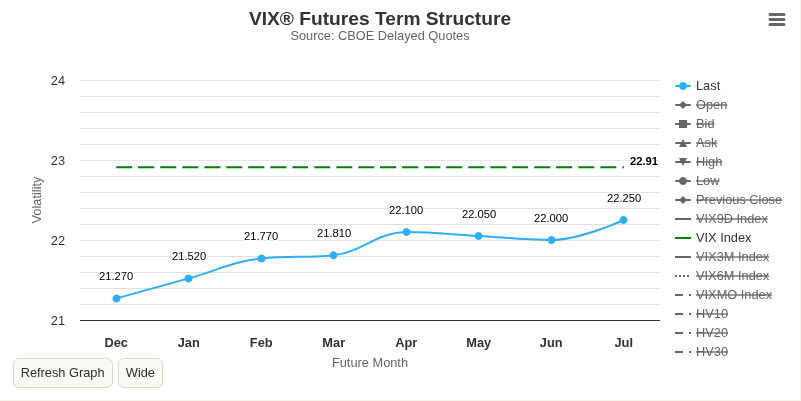 VIX® Futures Term Structure
Source: CBOE Delayed Quotes
24
23
22
21
Volatility
22.91
21.270
21.520
21.770
21.810
22.100
22.050
22.000
22.250
Dec
Jan
Feb
Mar
Apr
May
Jun
Jul
Future Month
Last
Open
Bid
Ask
High
Low
Previous Close
VIX9D Index
VIX Index
VIX3M Index
VIX6M Index
VIXMO Index
HV10
HV20
HV30
Refresh Graph
Wide